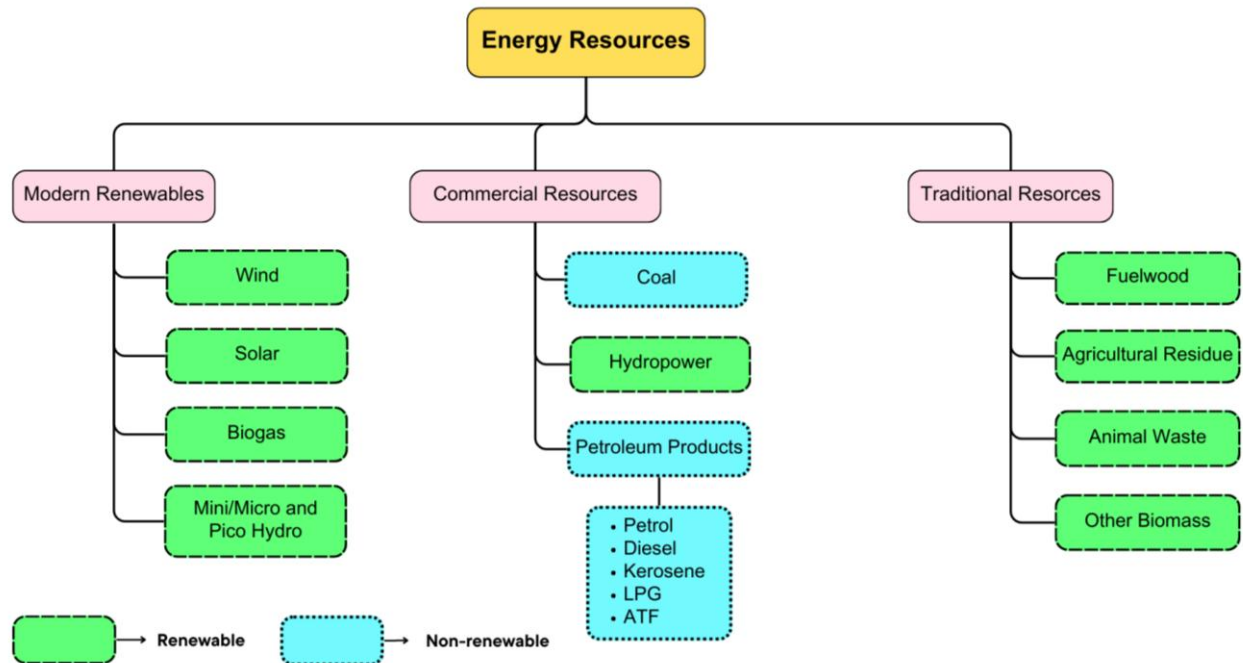 Energy Resources
Modern Renewables
Commercial Resources
Traditional Resorces
Wind
Solar
Biogas
Mini/Micro and
Pico Hydro
Coal
Hydropower
Petroleum Products
• Petrol
• Diesel
• Kerosene
• LPG
• ATF
Fuelwood
Agricultural Residue
Animal Waste
Other Biomass
Renewable
Non-renewable